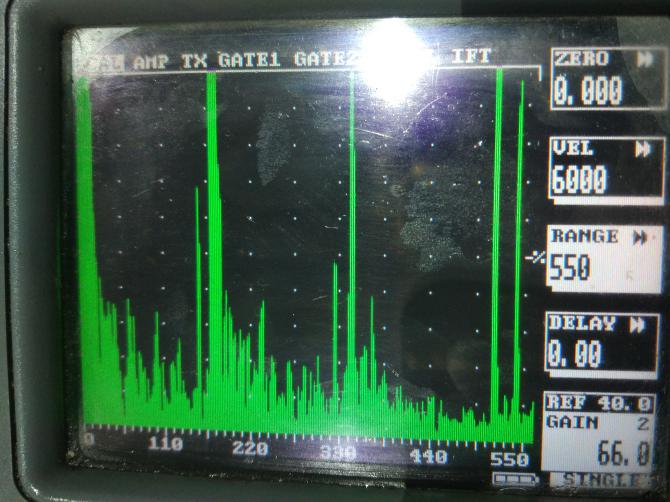 CAL AMP TX GATE1 GATE2 IFT
ZERO
0.000
VEL
6000
RANGE
550
-%
DELAY
0.00
REF 40.0
GAIN 2
66.0
SINGLE
0 110 220 330 440 550